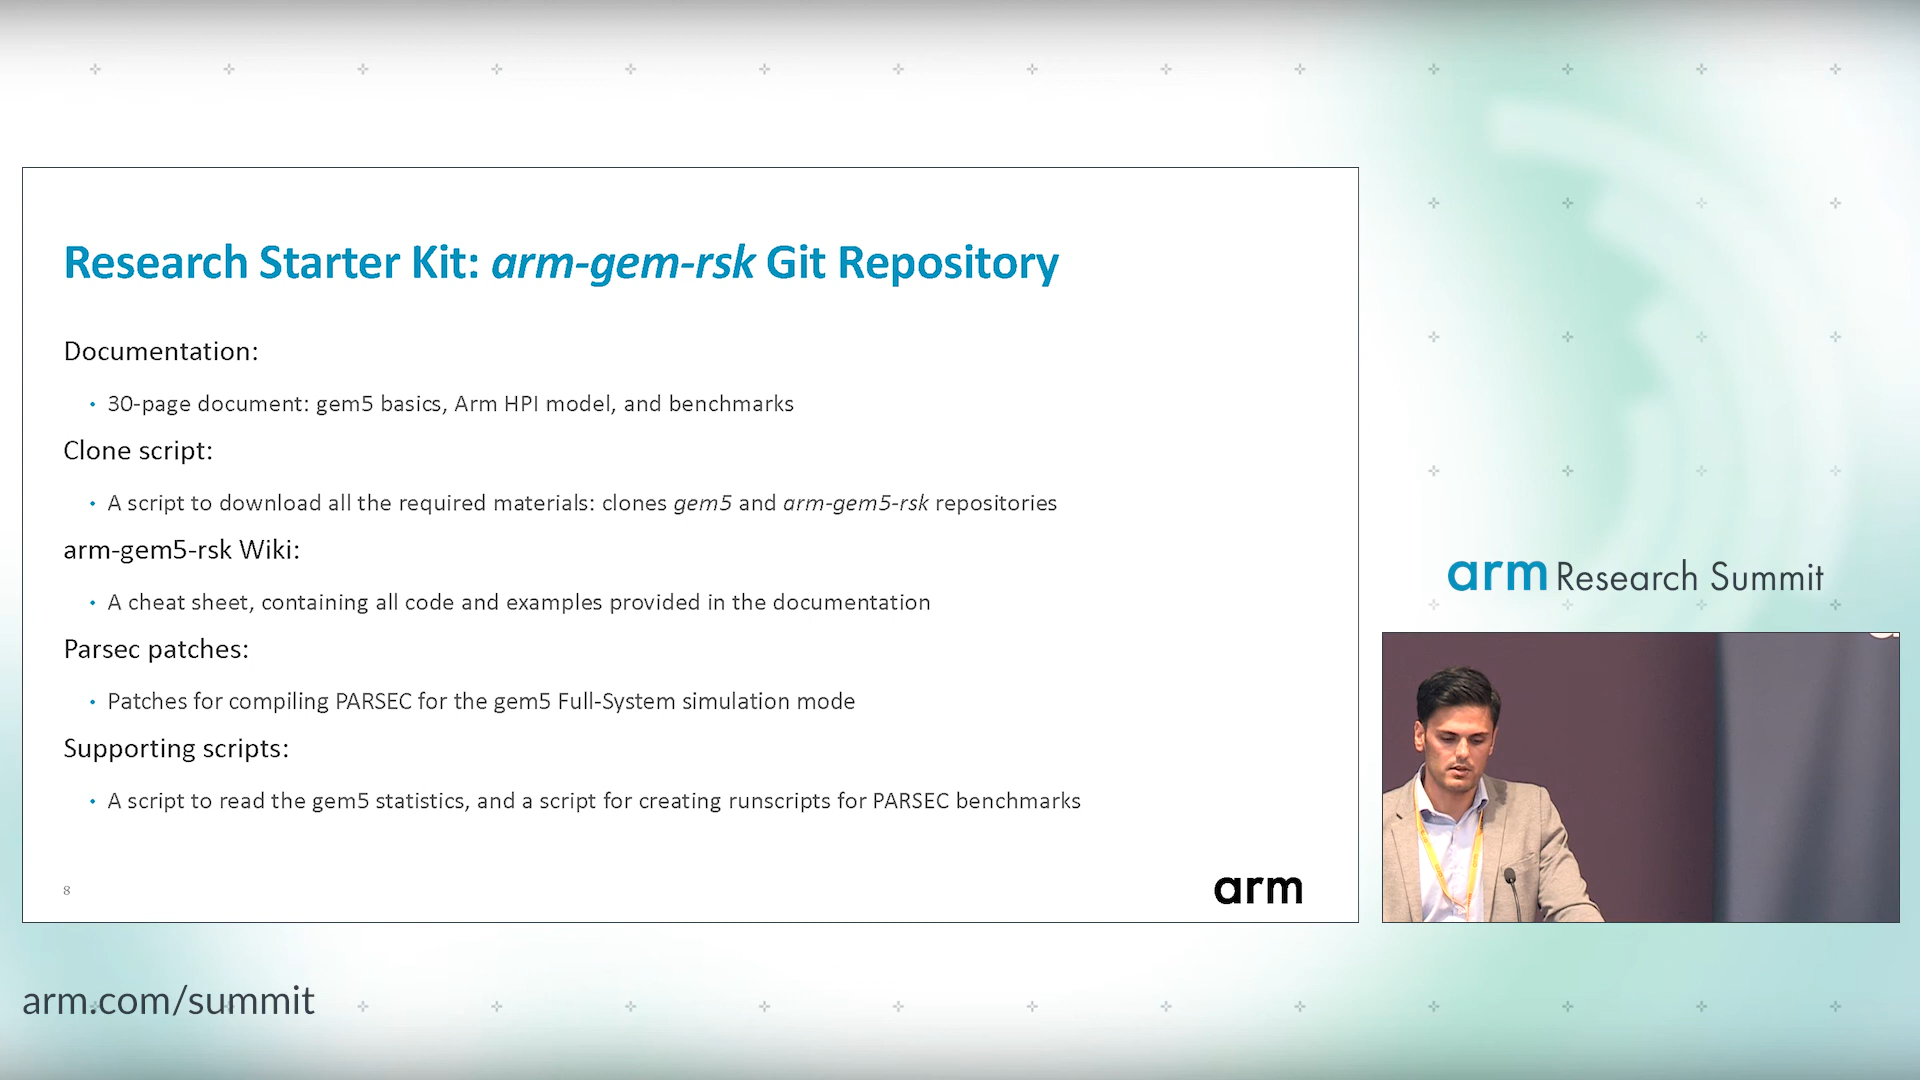 Research Starter Kit: arm-gem-rsk Git Repository
Documentation:
• 30-page document: gem5 basics, Arm HPI model, and benchmarks
Clone script:
• A script to download all the required materials: clones gem5 and arm-gem5-rsk repositories
arm-gem5-rsk Wiki:
• A cheat sheet, containing all code and examples provided in the documentation
Parsec patches:
• Patches for compiling PARSEC for the gem5 Full-System simulation mode
Supporting scripts:
• A script to read the gem5 statistics, and a script for creating runscripts for PARSEC benchmarks
8
arm
arm Research Summit
arm.com/summit